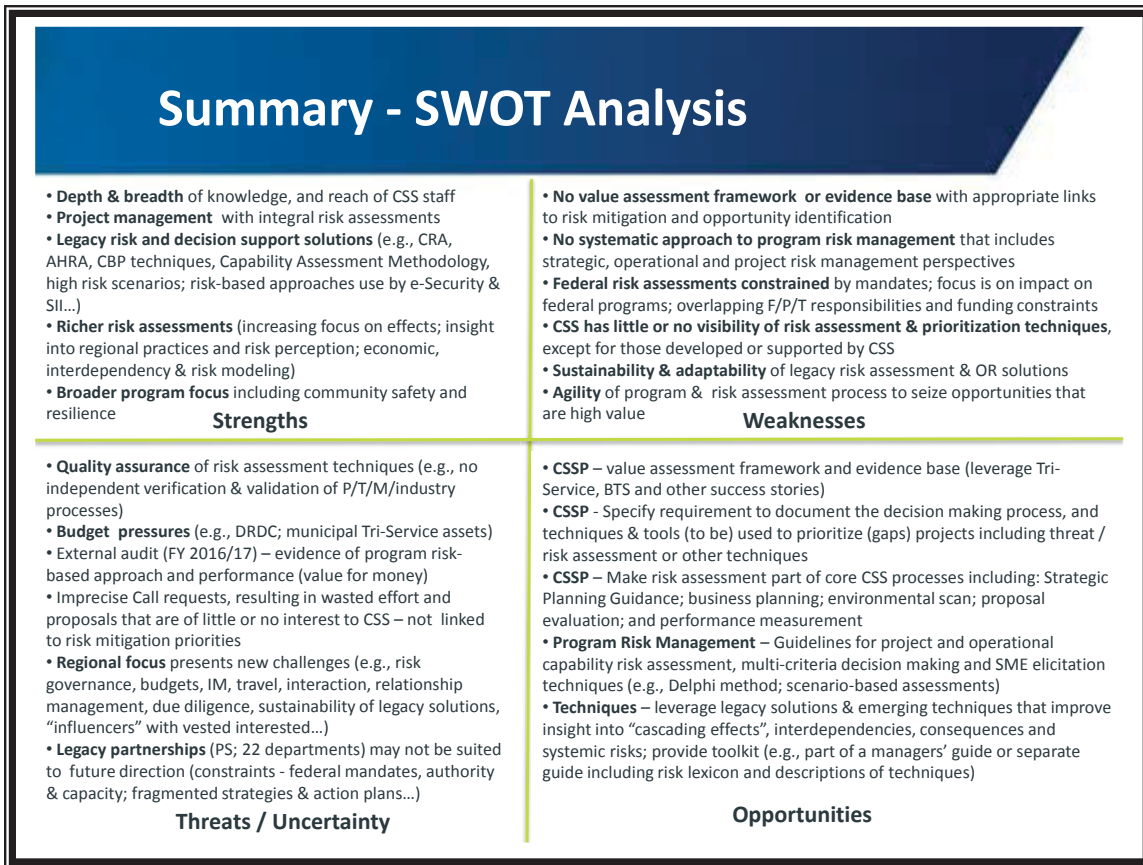 Summary - SWOT Analysis
• Depth & breadth of knowledge, and reach of CSS staff
• Project management with integral risk assessments
• Legacy risk and decision support solutions (e.g., CRA,
AHRA, CBP techniques, Capability Assessment Methodology,
high risk scenarios; risk-based approaches use by e-Security &
SII…)
• Richer risk assessments (increasing focus on effects; insight
into regional practices and risk perception; economic,
interdependency & risk modeling)
• Broader program focus including community safety and
resilience
Strengths
• No value assessment framework or evidence base with appropriate links
to risk mitigation and opportunity identification
• No systematic approach to program risk management that includes
strategic, operational and project risk management perspectives
• Federal risk assessments constrained by mandates; focus is on impact on
federal programs; overlapping F/P/T responsibilities and funding constraints
• CSS has little or no visibility of risk assessment & prioritization techniques,
except for those developed or supported by CSS
• Sustainability & adaptability of legacy risk assessment & OR solutions
• Agility of program & risk assessment process to seize opportunities that
are high value
Weaknesses
• Quality assurance of risk assessment techniques (e.g., no
independent verification & validation of P/T/M/industry
processes)
• Budget pressures (e.g., DRDC; municipal Tri-Service assets)
• External audit (FY 2016/17) – evidence of program risk-
based approach and performance (value for money)
• Imprecise Call requests, resulting in wasted effort and
proposals that are of little or no interest to CSS – not linked
to risk mitigation priorities
• Regional focus presents new challenges (e.g., risk
governance, budgets, IM, travel, interaction, relationship
management, due diligence, sustainability of legacy solutions,
“influencers” with vested interested…)
• Legacy partnerships (PS; 22 departments) may not be suited
to future direction (constraints - federal mandates, authority
& capacity; fragmented strategies & action plans…)
Threats / Uncertainty
• CSSP – value assessment framework and evidence base (leverage Tri-
Service, BTS and other success stories)
• CSSP - Specify requirement to document the decision making process, and
techniques & tools (to be) used to prioritize (gaps) projects including threat /
risk assessment or other techniques
• CSSP – Make risk assessment part of core CSS processes including: Strategic
Planning Guidance; business planning; environmental scan; proposal
evaluation; and performance measurement
• Program Risk Management – Guidelines for project and operational
capability risk assessment, multi-criteria decision making and SME elicitation
techniques (e.g., Delphi method; scenario-based assessments)
• Techniques – leverage legacy solutions & emerging techniques that improve
insight into “cascading effects”, interdependencies, consequences and
systemic risks; provide toolkit (e.g., part of a managers’ guide or separate
guide including risk lexicon and descriptions of techniques)
Opportunities